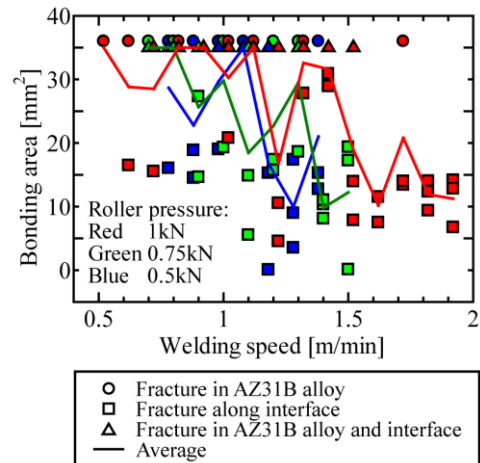 Bonding area [mm²]
40
30
20
10
0
Roller pressure:
Red 1kN
Green 0.75kN
Blue 0.5kN
0.5 1 1.5 2
Welding speed [m/min]
Fracture in AZ31B alloy
Fracture along interface
Fracture in AZ31B alloy and interface
Average